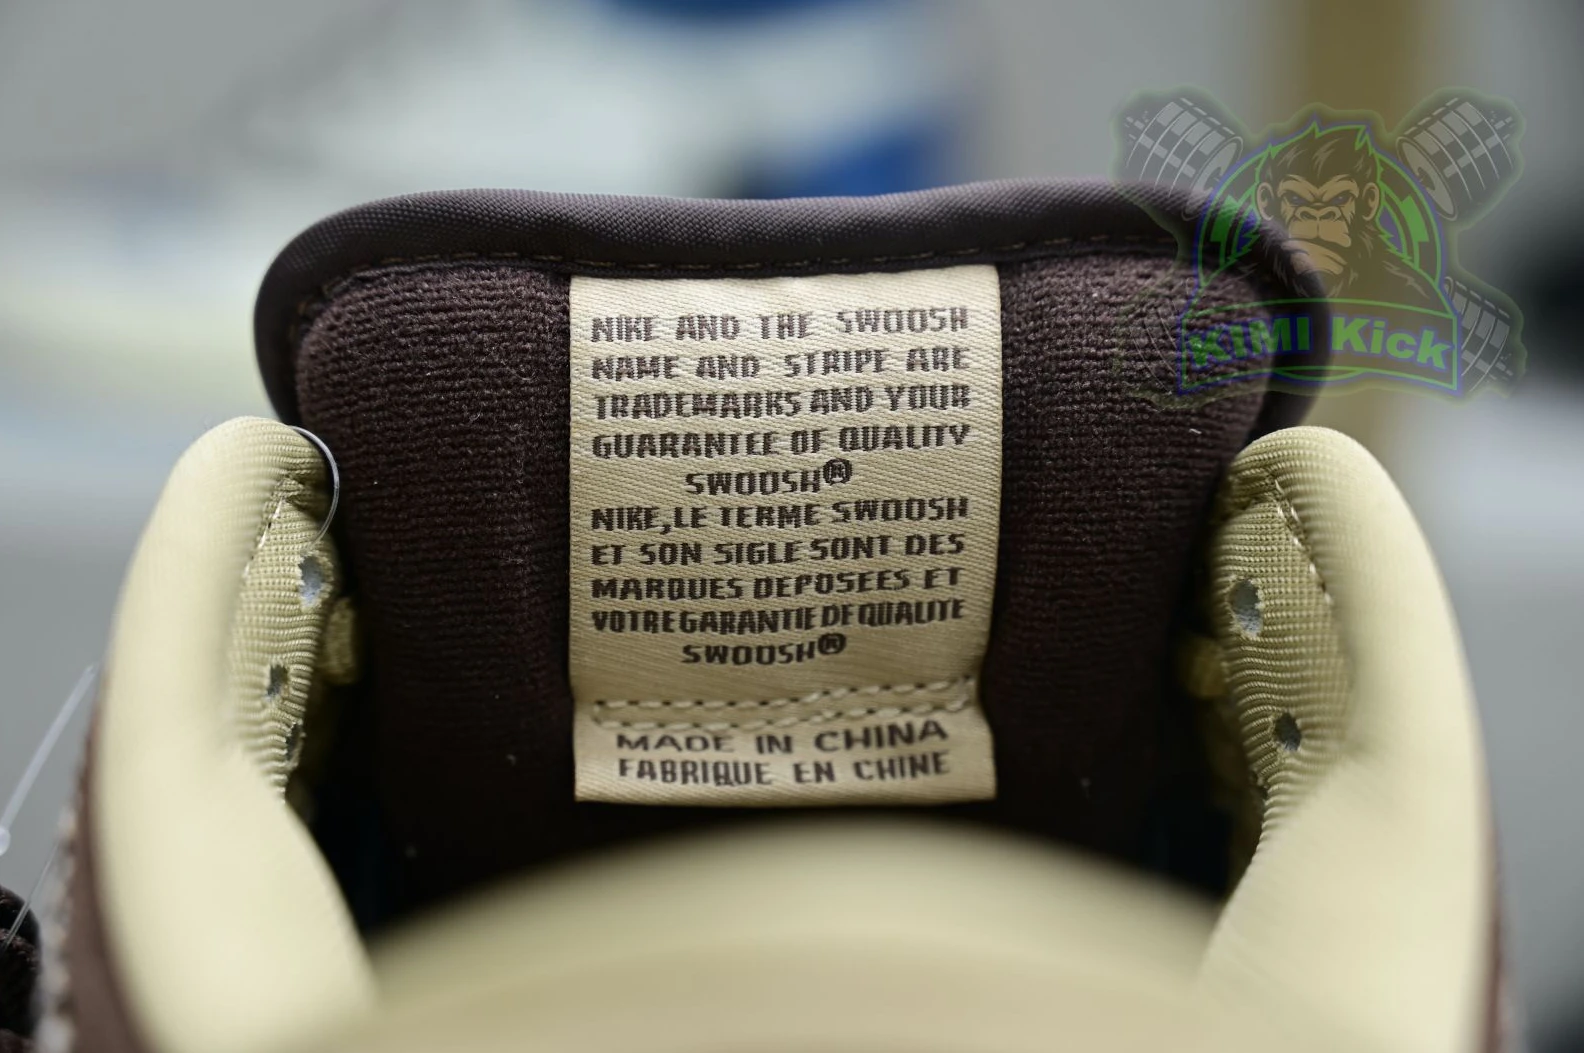 NIKE AND THE SWOOSH
NAME AND STRIPE ARE
TRADEMARKS AND YOUR
GUARANTEE OF QUALITY
SWOOSH®
NIKE,LE TERME SWOOSH
ET SON SIGLE SONT DES
MARQUES DEPOSEES ET
VOTRE GARANTIE DE QUALITE
SWOOSH®
MADE IN CHINA
FABRIQUE EN CHINE
KIMI Kick